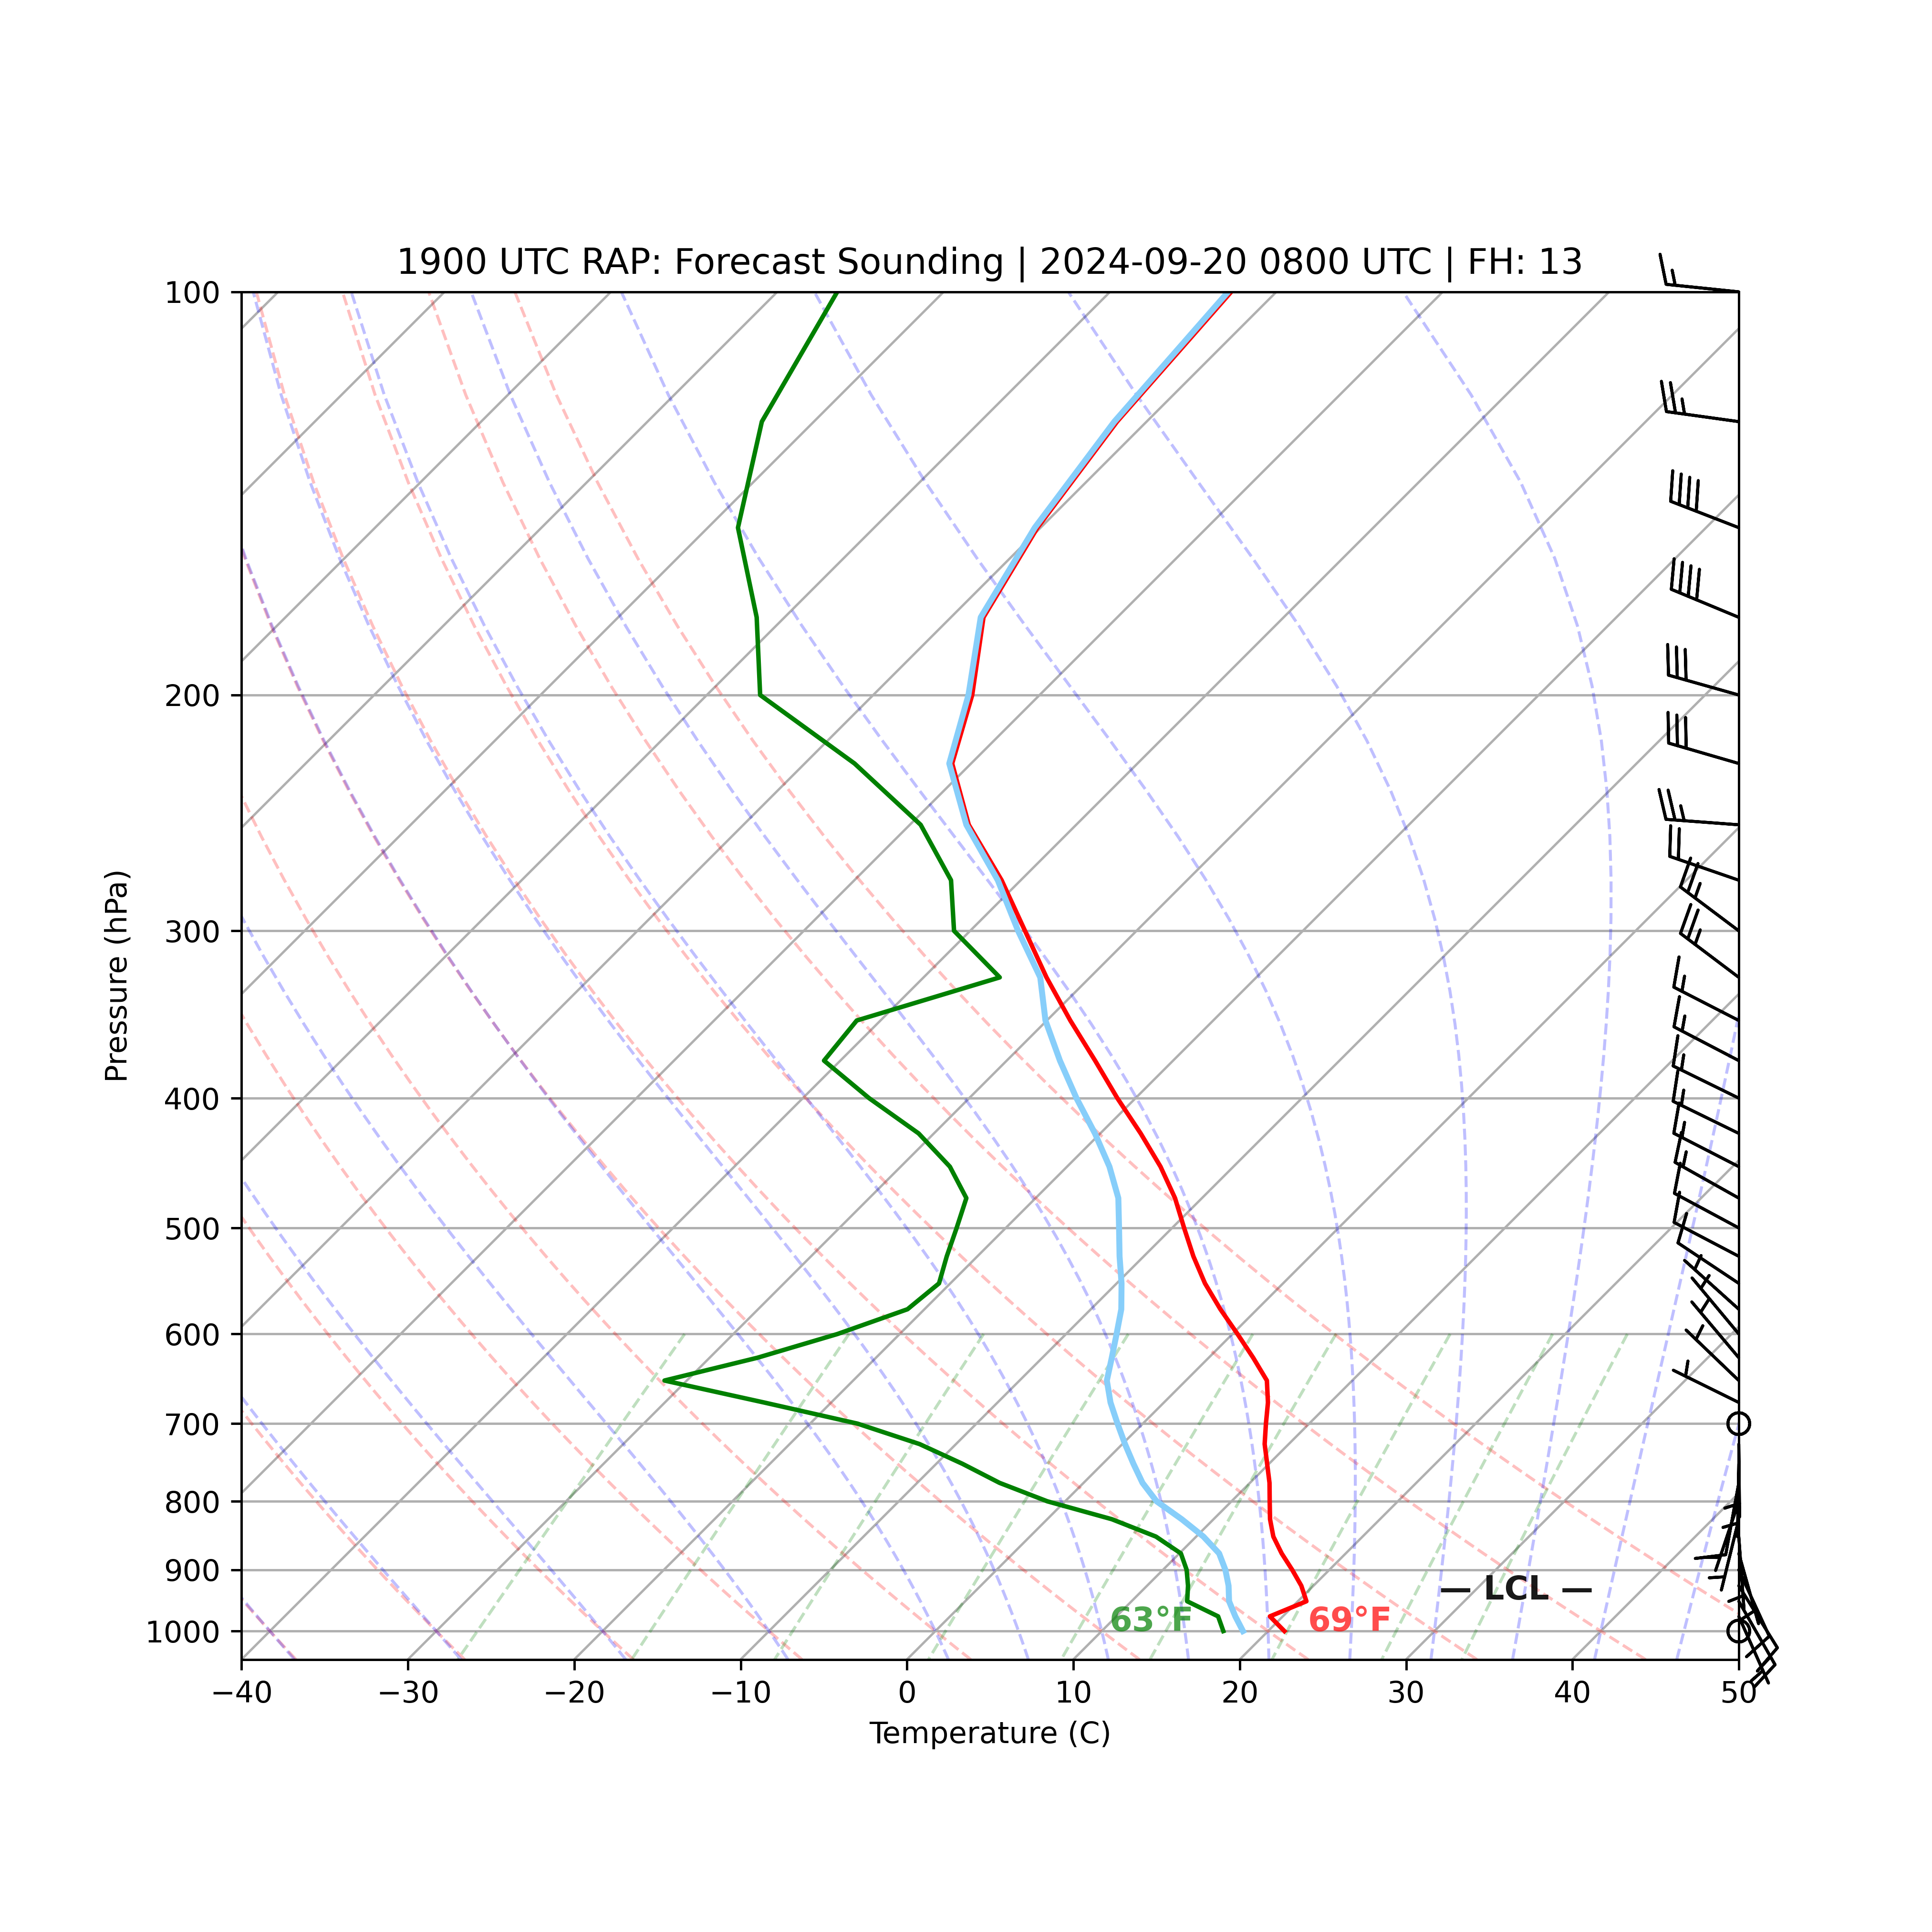 1900 UTC RAP: Forecast Sounding | 2024-09-20 0800 UTC | FH: 13
100
200
300
400
500
600
700
800
900
1000
Pressure (hPa)
— LCL —
63°F
69°F
−40 −30 −20 −10 0 10 20 30 40 50
Temperature (C)